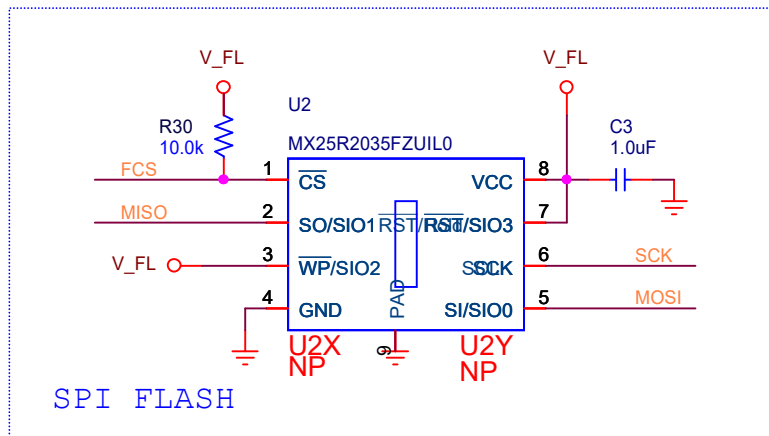 V_FL
V_FL
U2
R30
10.0k
MX25R2035FZUIL0
C3
1.0uF
FCS
1
CS
VCC
8
MISO
2
SO/SIO1
RST/SIO3
7
V_FL
3
WP/SIO2
SCK
6
SCK
4
GND
PAD
SI/SIO0
5
MOSI
9
U2X
NP
U2Y
NP
SPI FLASH